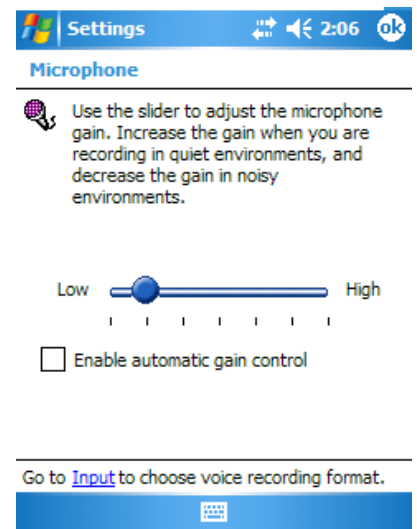 Settings 2:06 ok
Microphone
Use the slider to adjust the microphone
gain. Increase the gain when you are
recording in quiet environments, and
decrease the gain in noisy
environments.
Low High
Enable automatic gain control
Go to Input to choose voice recording format.